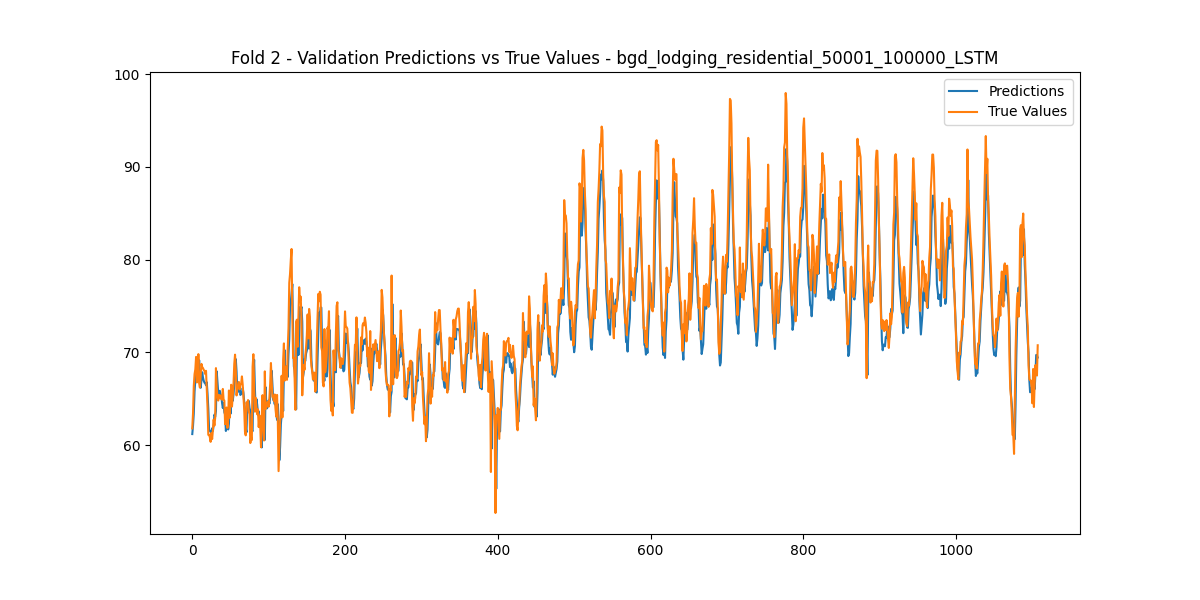 Fold 2 - Validation Predictions vs True Values - bgd_lodging_residential_50001_100000_LSTM
Predictions
True Values
100
90
80
70
60
0 200 400 600 800 1000